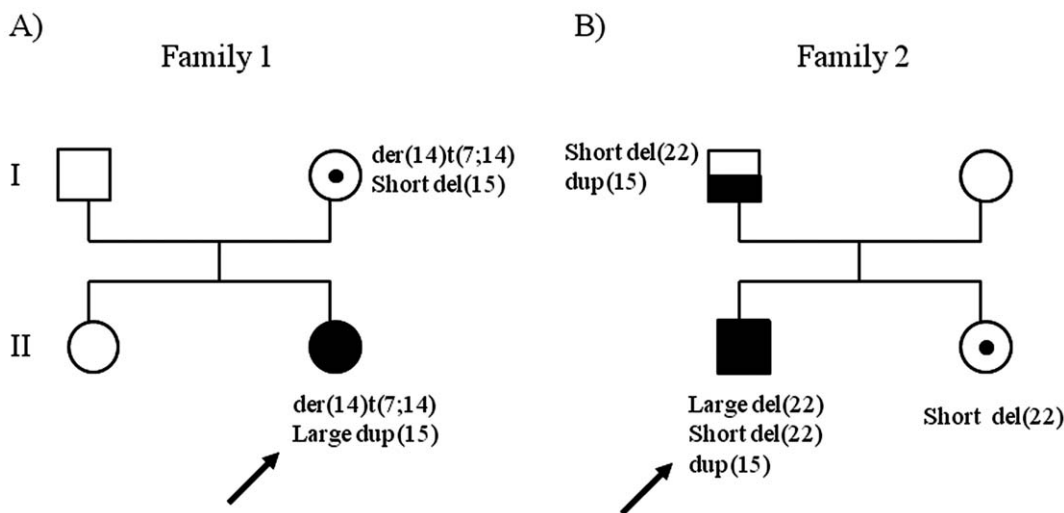 A)
Family 1
I
der(14)t(7;14)
Short del(15)
II
der(14)t(7;14)
Large dup(15)
B)
Family 2
Short del(22)
dup(15)
Large del(22)
Short del(22)
dup(15)
Short del(22)